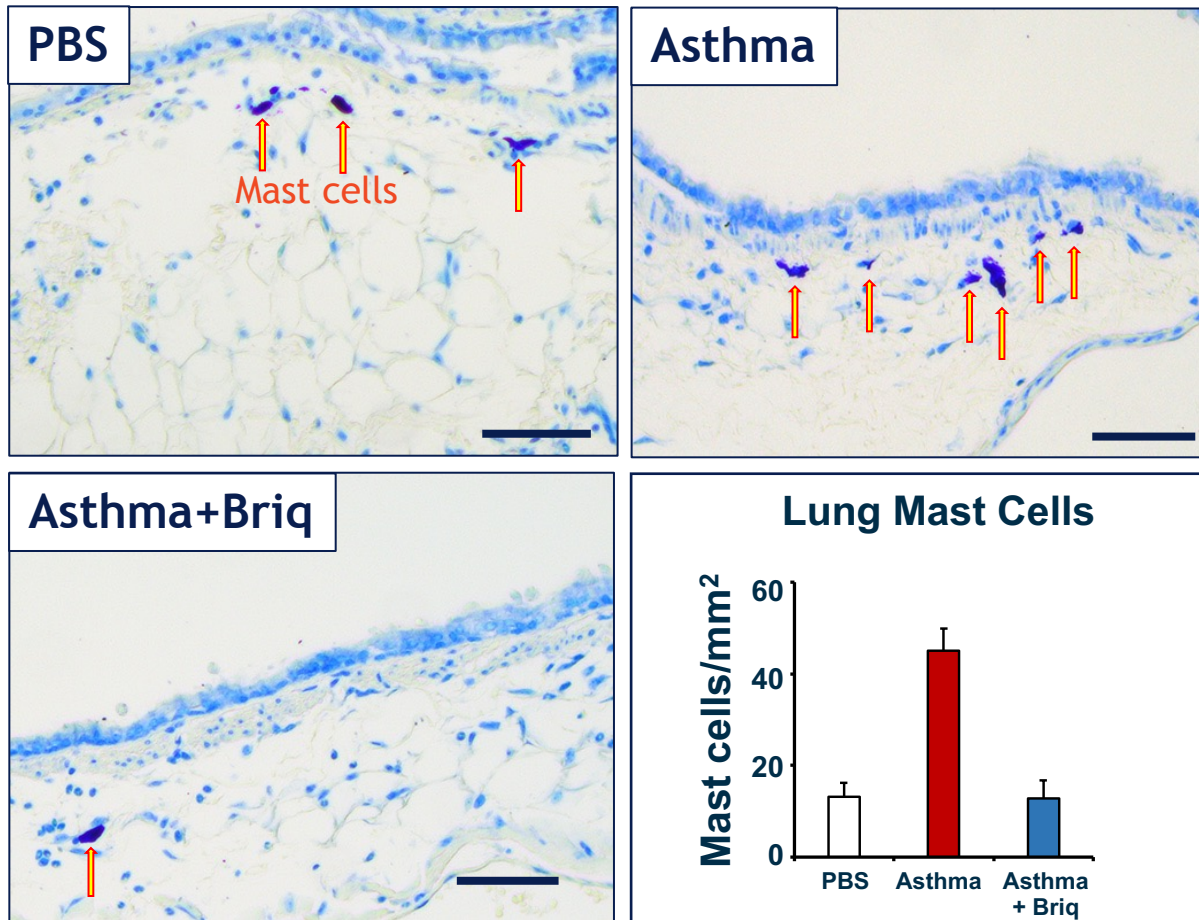 PBS
Mast cells
Asthma
Asthma+Briq
Lung Mast Cells
Mast cells/mm²
60
40
20
0
PBS
Asthma
Asthma
+ Briq